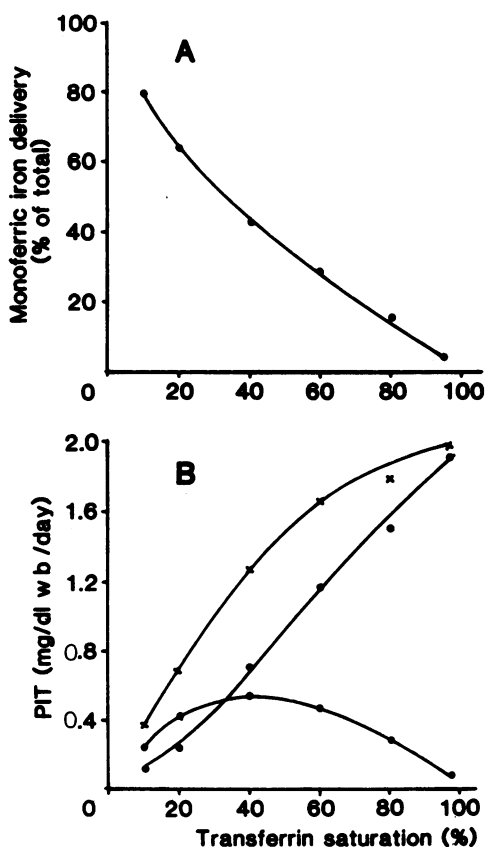 100
A
80
60
40
20
0
20 40 60 80 100
Monoferric iron delivery
(% of total)
2.0
B
1.6
1.2
0.8
0.4
0
20 40 60 80 100
PIT (mg/dl w b /day)
Transferrin saturation (%)